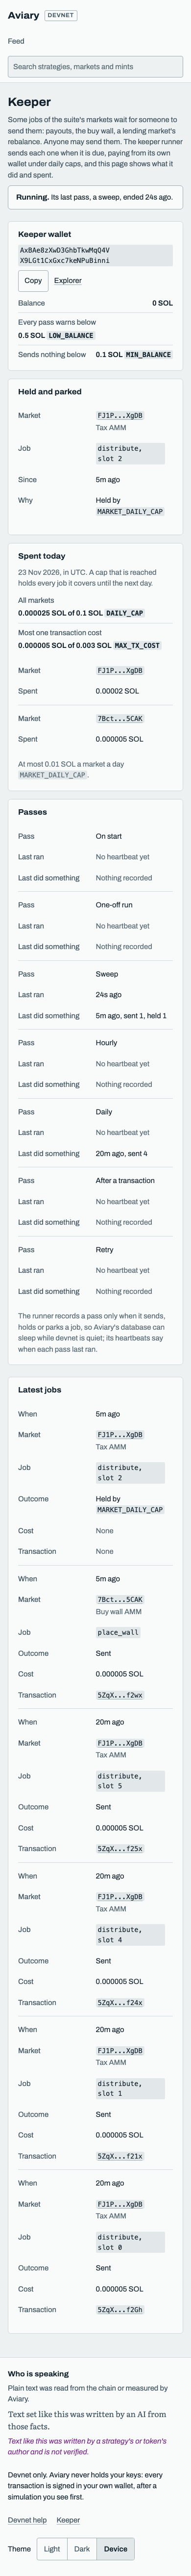 Aviary DEVNET
Feed
Search strategies, markets and mints
Keeper
Some jobs of the suite's markets wait for someone to
send them: payouts, the buy wall, a lending market's
rebalance. Anyone may send them. The keeper runner
sends each one when it is due, paying from its own
wallet under daily caps, and this page shows what it
did and spent.
Running. Its last pass, a sweep, ended 24s ago.
Keeper wallet
AxBAe8zXwD3GhbTkwMqQ4V
X9LGt1CxGxc7keNPuBinni
Copy Explorer
Balance 0 SOL
Every pass warns below
0.5 SOL LOW_BALANCE
Sends nothing below 0.1 SOL MIN_BALANCE
Held and parked
Market FJ1P...XgDB
Tax AMM
Job distribute,
slot 2
Since 5m ago
Why Held by
MARKET_DAILY_CAP
Spent today
23 Nov 2026, in UTC. A cap that is reached
holds every job it covers until the next day.
All markets
0.000025 SOL of 0.1 SOL DAILY_CAP
Most one transaction cost
0.000005 SOL of 0.003 SOL MAX_TX_COST
Market FJ1P...XgDB
Spent 0.00002 SOL
Market 7Bct...5CAK
Spent 0.000005 SOL
At most 0.01 SOL a market a day
MARKET_DAILY_CAP.
Passes
Pass On start
Last ran No heartbeat yet
Last did something Nothing recorded
Pass One-off run
Last ran No heartbeat yet
Last did something Nothing recorded
Pass Sweep
Last ran 24s ago
Last did something 5m ago, sent 1, held 1
Pass Hourly
Last ran No heartbeat yet
Last did something Nothing recorded
Pass Daily
Last ran No heartbeat yet
Last did something 20m ago, sent 4
Pass After a transaction
Last ran No heartbeat yet
Last did something Nothing recorded
Pass Retry
Last ran No heartbeat yet
Last did something Nothing recorded
The runner records a pass only when it sends,
holds or parks a job, so Aviary's database can
sleep while devnet is quiet; its heartbeats say
when each pass last ran.
Latest jobs
When 5m ago
Market FJ1P...XgDB
Tax AMM
Job distribute,
slot 2
Outcome Held by
MARKET_DAILY_CAP
Cost None
Transaction None
When 5m ago
Market 7Bct...5CAK
Buy wall AMM
Job place_wall
Outcome Sent
Cost 0.000005 SOL
Transaction 5ZqX...f2wx
When 20m ago
Market FJ1P...XgDB
Tax AMM
Job distribute,
slot 5
Outcome Sent
Cost 0.000005 SOL
Transaction 5ZqX...f25x
When 20m ago
Market FJ1P...XgDB
Tax AMM
Job distribute,
slot 4
Outcome Sent
Cost 0.000005 SOL
Transaction 5ZqX...f24x
When 20m ago
Market FJ1P...XgDB
Tax AMM
Job distribute,
slot 1
Outcome Sent
Cost 0.000005 SOL
Transaction 5ZqX...f21x
When 20m ago
Market FJ1P...XgDB
Tax AMM
Job distribute,
slot 0
Outcome Sent
Cost 0.000005 SOL
Transaction 5ZqX...f2Gh
Who is speaking
Plain text was read from the chain or measured by
Aviary.
Text set like this was written by an AI from
those facts.
Text like this was written by a strategy's or token's
author and is not verified.
Devnet only. Aviary never holds your keys: every
transaction is signed in your own wallet, after a
simulation you see first.
Devnet help Keeper
Theme Light Dark Device